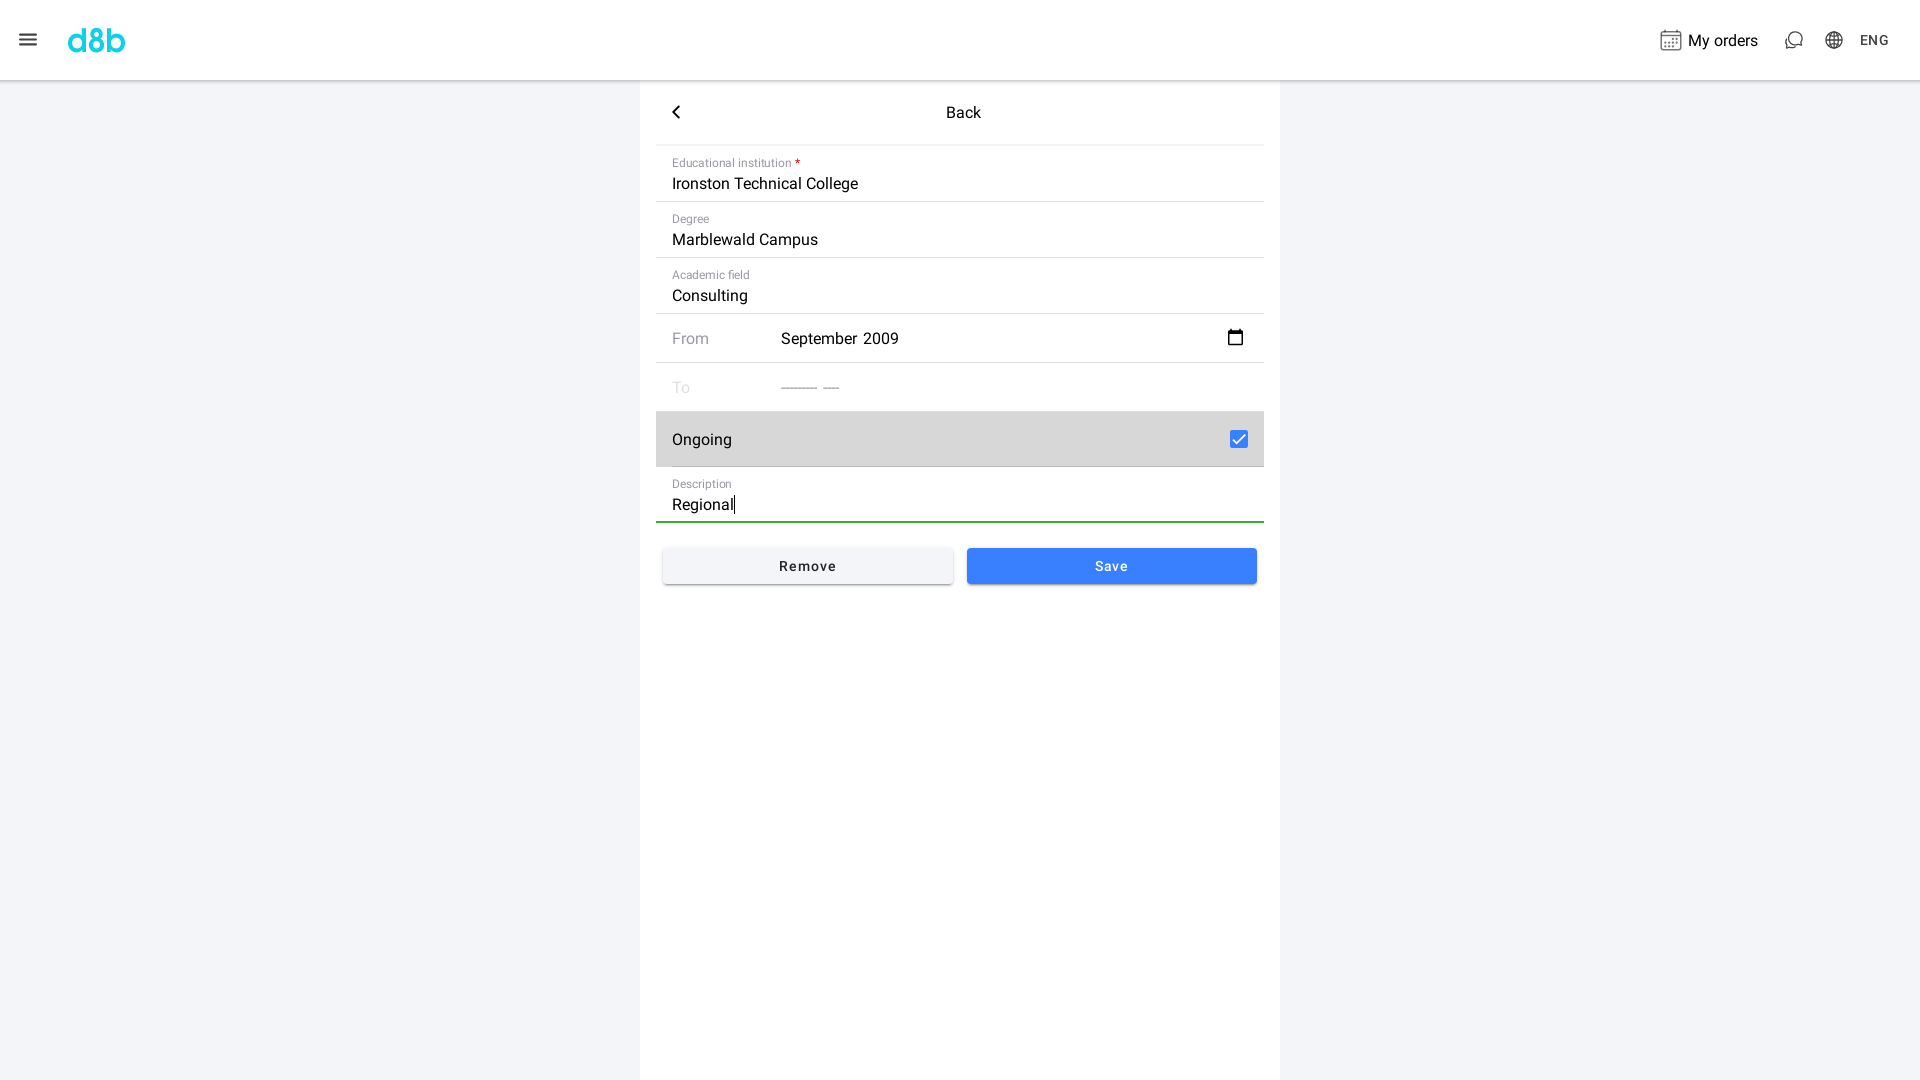 d8b
My orders
ENG
Back
Educational institution *
Ironston Technical College
Degree
Marblewald Campus
Academic field
Consulting
From September 2009
To --------- ----
Ongoing
Description
Regional
Remove Save